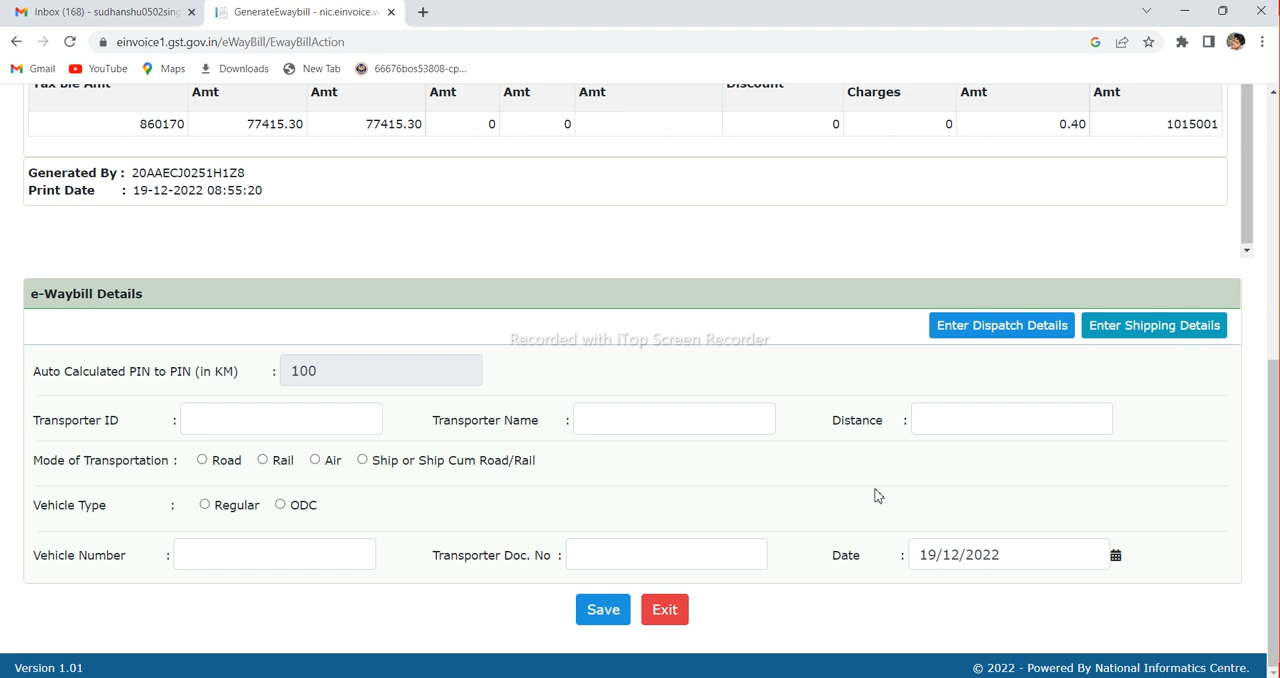 Inbox (168) - sudhanshu0502sing
GenerateEwaybill - nic.einvoice.w
einvoice1.gst.gov.in/eWayBill/EwayBillAction
Gmail YouTube Maps Downloads New Tab 66676bos53808-cp...
Tax ble Amt Amt Amt Amt Amt Amt Discount Charges Amt Amt
860170 77415.30 77415.30 0 0 0 0 0.40 1015001
Generated By : 20AAECJ0251H1Z8
Print Date : 19-12-2022 08:55:20
e-Waybill Details
Enter Dispatch Details Enter Shipping Details
Recorded with iTop Screen Recorder
Auto Calculated PIN to PIN (in KM) : 100
Transporter ID : Transporter Name : Distance :
Mode of Transportation : Road Rail Air Ship or Ship Cum Road/Rail
Vehicle Type : Regular ODC
Vehicle Number : Transporter Doc. No : Date : 19/12/2022
Save Exit
Version 1.01 © 2022 - Powered By National Informatics Centre.